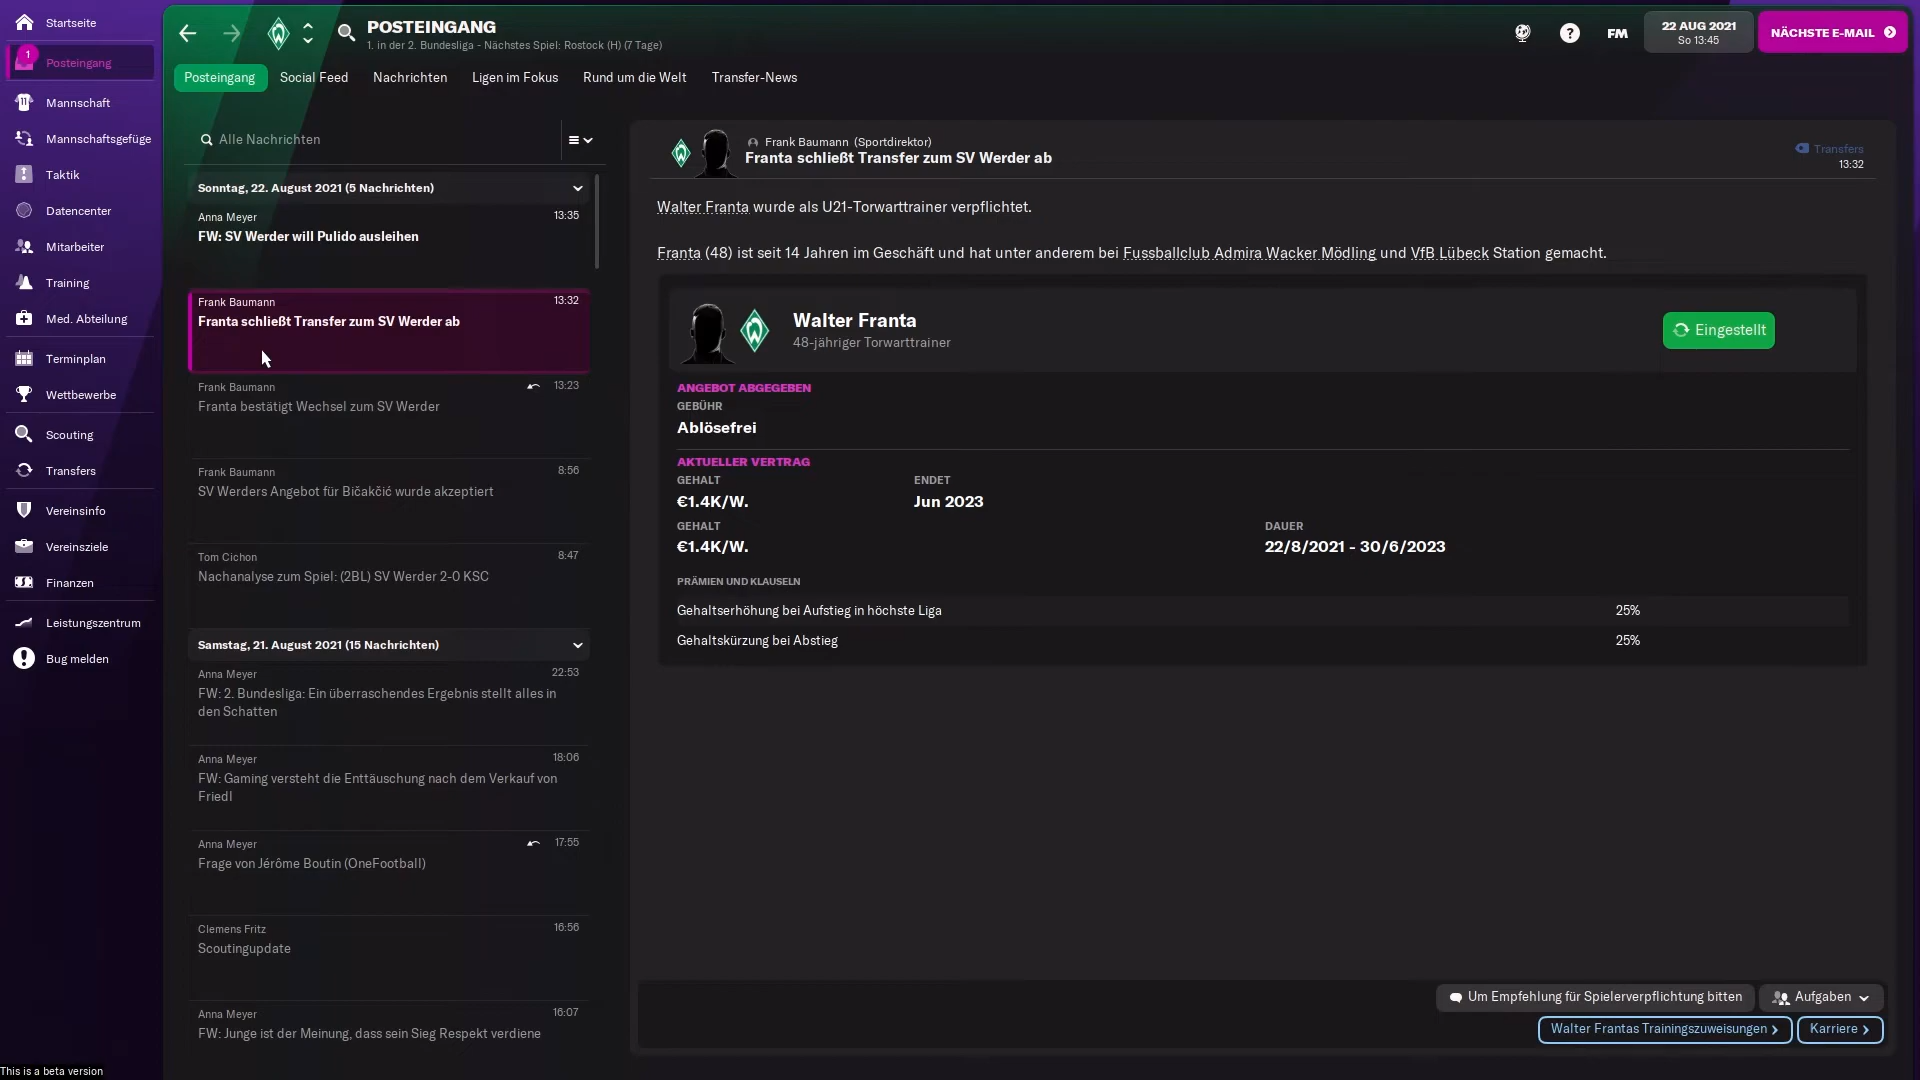 Startseite
1
Posteingang
Mannschaft
Mannschaftsgefüge
Taktik
Datencenter
Mitarbeiter
Training
Med. Abteilung
Terminplan
Wettbewerbe
Scouting
Transfers
Vereinsinfo
Vereinsziele
Finanzen
Leistungszentrum
Bug melden
This is a beta version
POSTEINGANG
1. in der 2. Bundesliga - Nächstes Spiel: Rostock (H) (7 Tage)
FM
22 AUG 2021
So 13:45
NÄCHSTE E-MAIL
Posteingang
Social Feed
Nachrichten
Ligen im Fokus
Rund um die Welt
Transfer-News
Alle Nachrichten
Sonntag, 22. August 2021 (5 Nachrichten)
Anna Meyer 13:35
FW: SV Werder will Pulido ausleihen
Frank Baumann 13:32
Franta schließt Transfer zum SV Werder ab
Frank Baumann 13:23
Franta bestätigt Wechsel zum SV Werder
Frank Baumann 8:56
SV Werders Angebot für Bičakčić wurde akzeptiert
Tom Cichon 8:47
Nachanalyse zum Spiel: (2BL) SV Werder 2-0 KSC
Samstag, 21. August 2021 (15 Nachrichten)
Anna Meyer 22:53
FW: 2. Bundesliga: Ein überraschendes Ergebnis stellt alles in
den Schatten
Anna Meyer 18:06
FW: Gaming versteht die Enttäuschung nach dem Verkauf von
Friedl
Anna Meyer 17:55
Frage von Jérôme Boutin (OneFootball)
Clemens Fritz 16:56
Scoutingupdate
Anna Meyer 16:07
FW: Junge ist der Meinung, dass sein Sieg Respekt verdiene
Frank Baumann (Sportdirektor)
Franta schließt Transfer zum SV Werder ab
Transfers
13:32
Walter Franta wurde als U21-Torwarttrainer verpflichtet.
Franta (48) ist seit 14 Jahren im Geschäft und hat unter anderem bei Fussballclub Admira Wacker Mödling und VfB Lübeck Station gemacht.
Walter Franta
48-jähriger Torwarttrainer
Eingestellt
ANGEBOT ABGEGEBEN
GEBÜHR
Ablösefrei
AKTUELLER VERTRAG
GEHALT ENDET
€1.4K/W. Jun 2023
GEHALT DAUER
€1.4K/W. 22/8/2021 - 30/6/2023
PRÄMIEN UND KLAUSELN
Gehaltserhöhung bei Aufstieg in höchste Liga 25%
Gehaltskürzung bei Abstieg 25%
Um Empfehlung für Spielerverpflichtung bitten
Aufgaben
Walter Frantas Trainingszuweisungen
Karriere